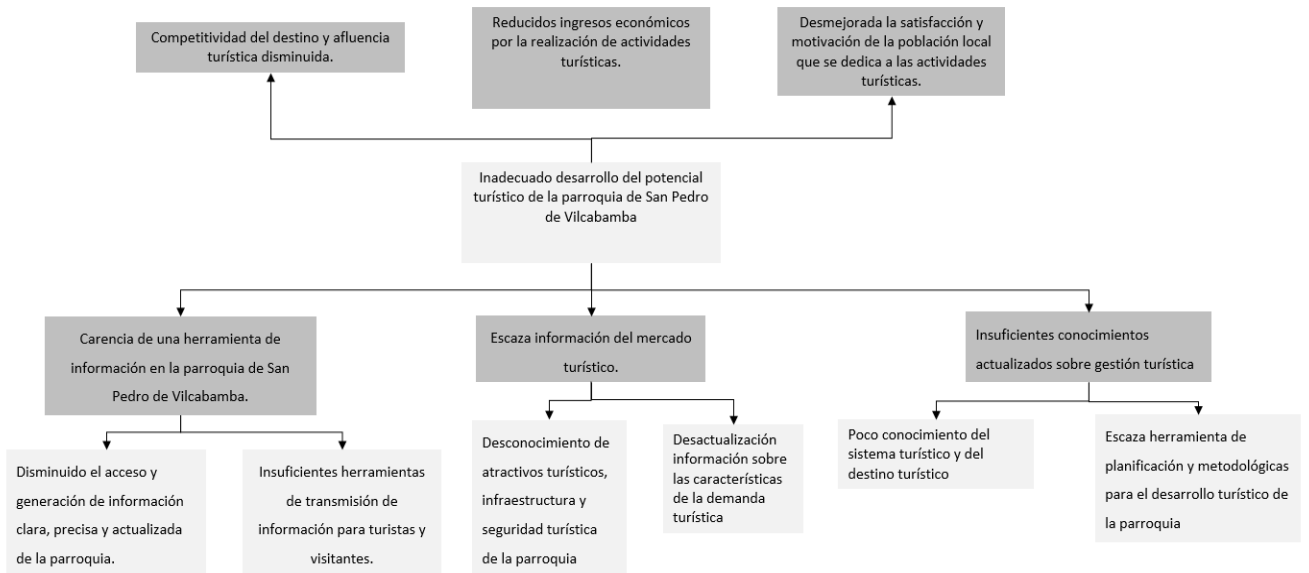 Competitividad del destino y afluencia
turística disminuida.
Reducidos ingresos económicos
por la realización de actividades
turísticas.
Desmejorada la satisfacción y
motivación de la población local
que se dedica a las actividades
turísticas.
Inadecuado desarrollo del potencial
turístico de la parroquia de San Pedro
de Vilcabamba
Carencia de una herramienta de
información en la parroquia de San
Pedro de Vilcabamba.
Escaza información del mercado
turístico.
Insuficientes conocimientos
actualizados sobre gestión turística
Disminuido el acceso y
generación de información
clara, precisa y actualizada
de la parroquia.
Insuficientes herramientas
de transmisión de
información para turistas y
visitantes.
Desconocimiento de
atractivos turísticos,
infraestructura y
seguridad turística
de la parroquia
Desactualización
información sobre
las características
de la demanda
turística
Poco conocimiento del
sistema turístico y del
destino turístico
Escaza herramienta de
planificación y metodológicas
para el desarrollo turístico de
la parroquia